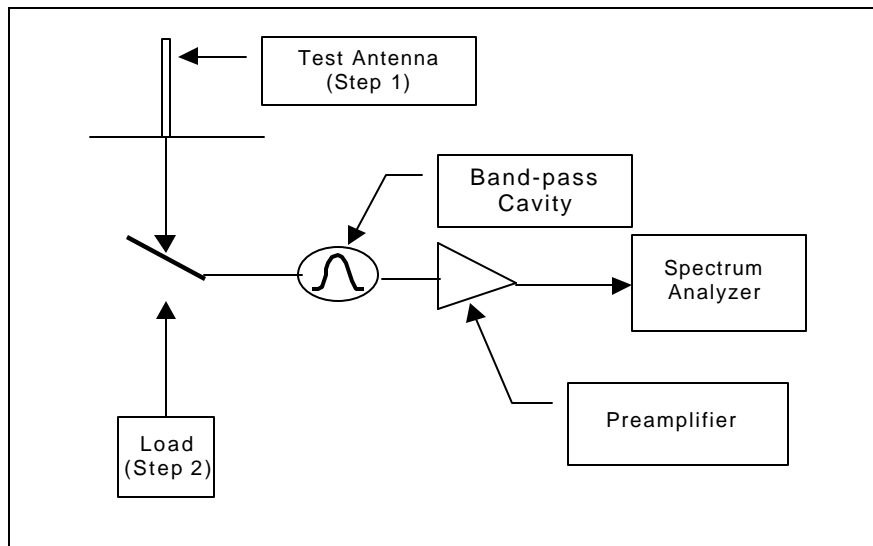 Test Antenna
(Step 1)
Band-pass
Cavity
Spectrum
Analyzer
Preamplifier
Load
(Step 2)